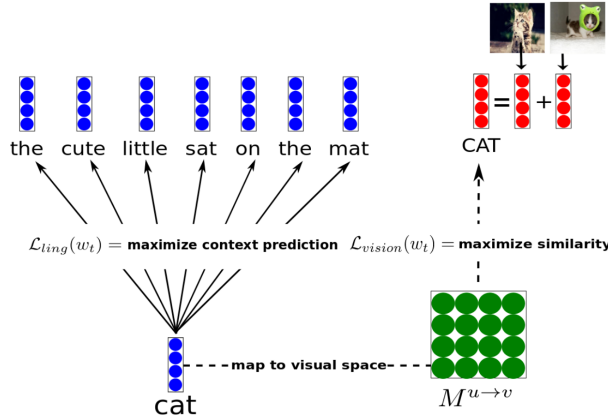 the cute little sat on the mat
=
+
CAT
ℒ_ling(w_t) = maximize context prediction
ℒ_vision(w_t) = maximize similarity
map to visual space
cat
M^{u→v}